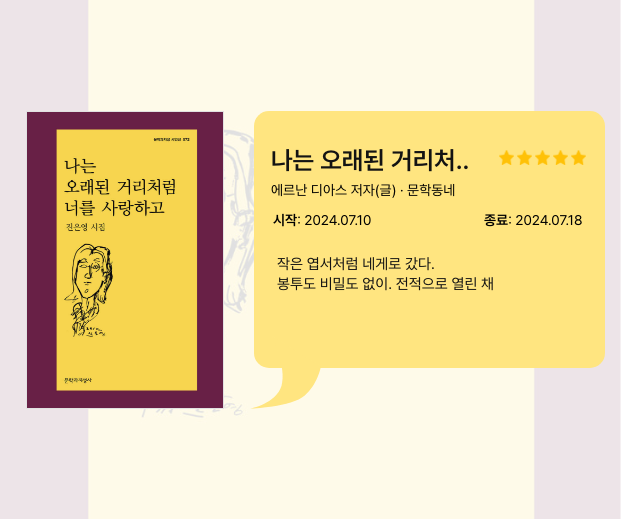 문학과지성 시인선 572
나는
오래된 거리처럼
너를 사랑하고
진은영 시집
문학과지성사
나는 오래된 거리처..
에르난 디아스 저자(글) · 문학동네
시작: 2024.07.10
종료: 2024.07.18
작은 엽서처럼 네게로 갔다.
봉투도 비밀도 없이. 전적으로 열린 채